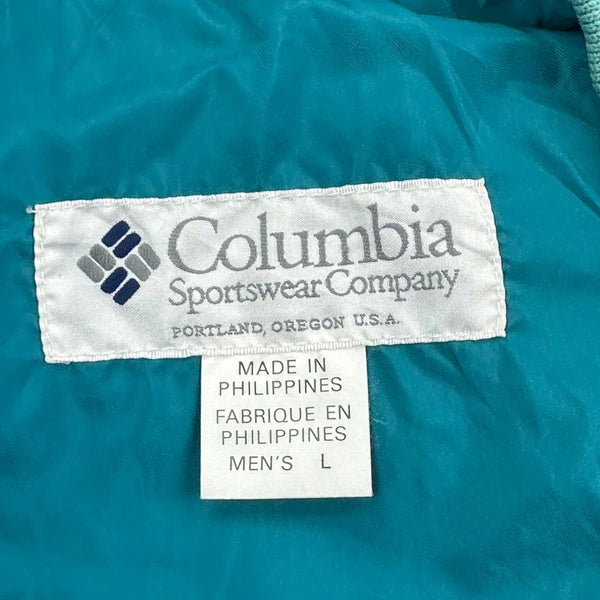 Columbia
Sportswear Company
PORTLAND, OREGON U.S.A.
MADE IN
PHILIPPINES
FABRIQUE EN
PHILIPPINES
MEN'S L